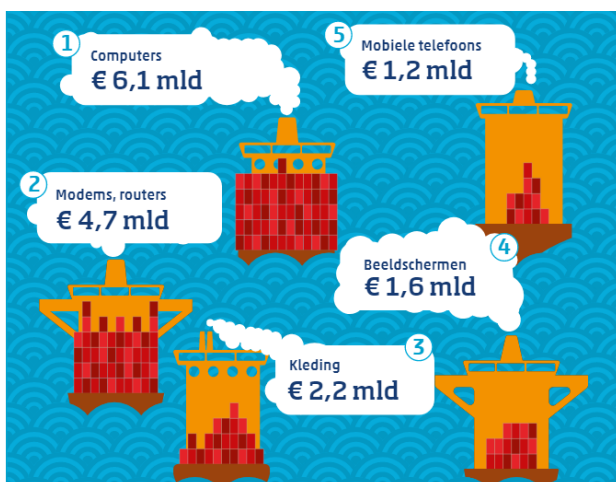 1
Computers
€ 6,1 mld
2
Modems, routers
€ 4,7 mld
3
Kleding
€ 2,2 mld
4
Beeldschermen
€ 1,6 mld
5
Mobiele telefoons
€ 1,2 mld